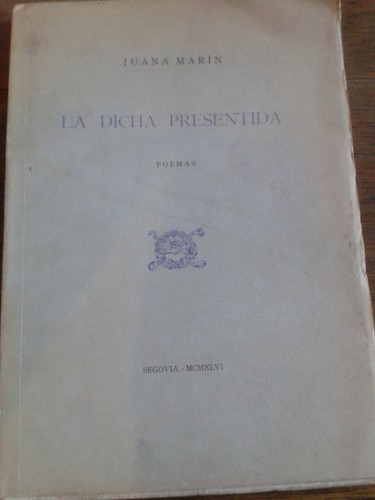 JUANA MARÍN
LA DICHA PRESENTIDA
POEMAS
SEGOVIA - MCMXLVI